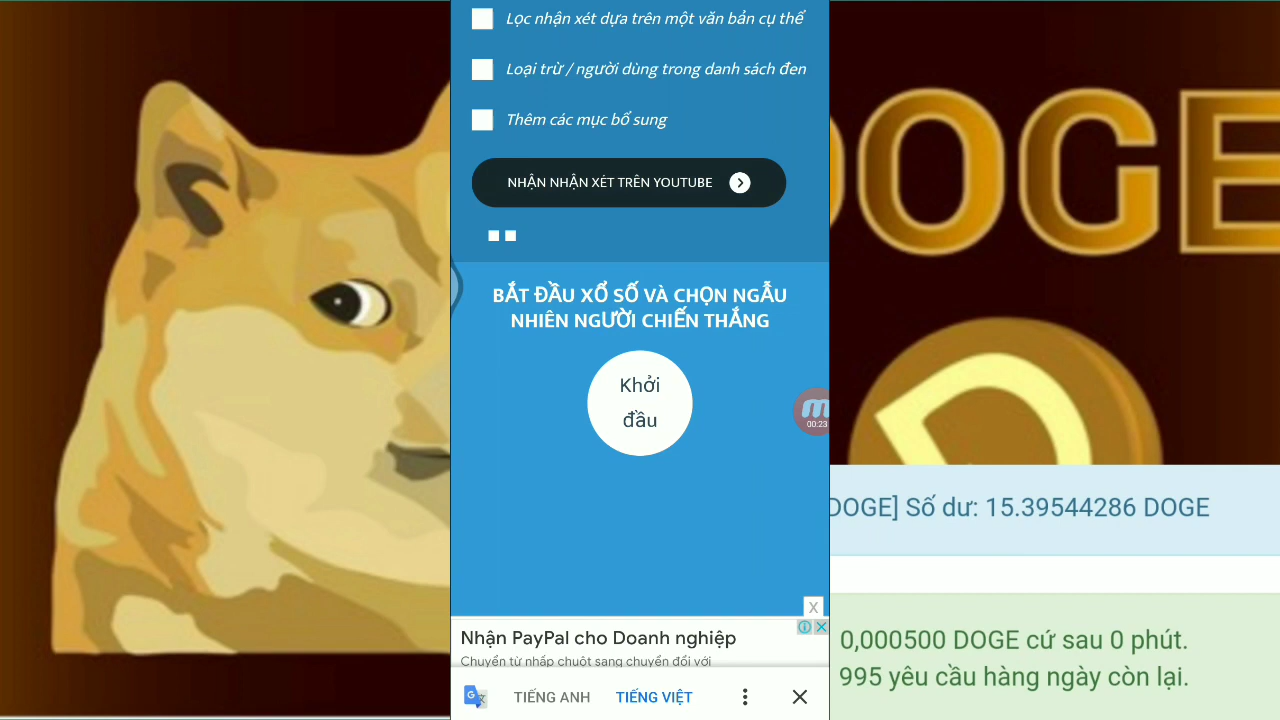 Lọc nhận xét dựa trên một văn bản cụ thể
Loại trừ / người dùng trong danh sách đen
Thêm các mục bổ sung
NHẬN NHẬN XÉT TRÊN YOUTUBE
BẮT ĐẦU XỔ SỐ VÀ CHỌN NGẪU
NHIÊN NGƯỜI CHIẾN THẮNG
Khởi
đầu
00:23
X
Nhận PayPal cho Doanh nghiệp
Chuyển từ nhấp chuột sang chuyển đổi với
TIẾNG ANH
TIẾNG VIỆT
DOGE
D
DOGE] Số dư: 15.39544286 DOGE
0,000500 DOGE cứ sau 0 phút.
995 yêu cầu hàng ngày còn lại.